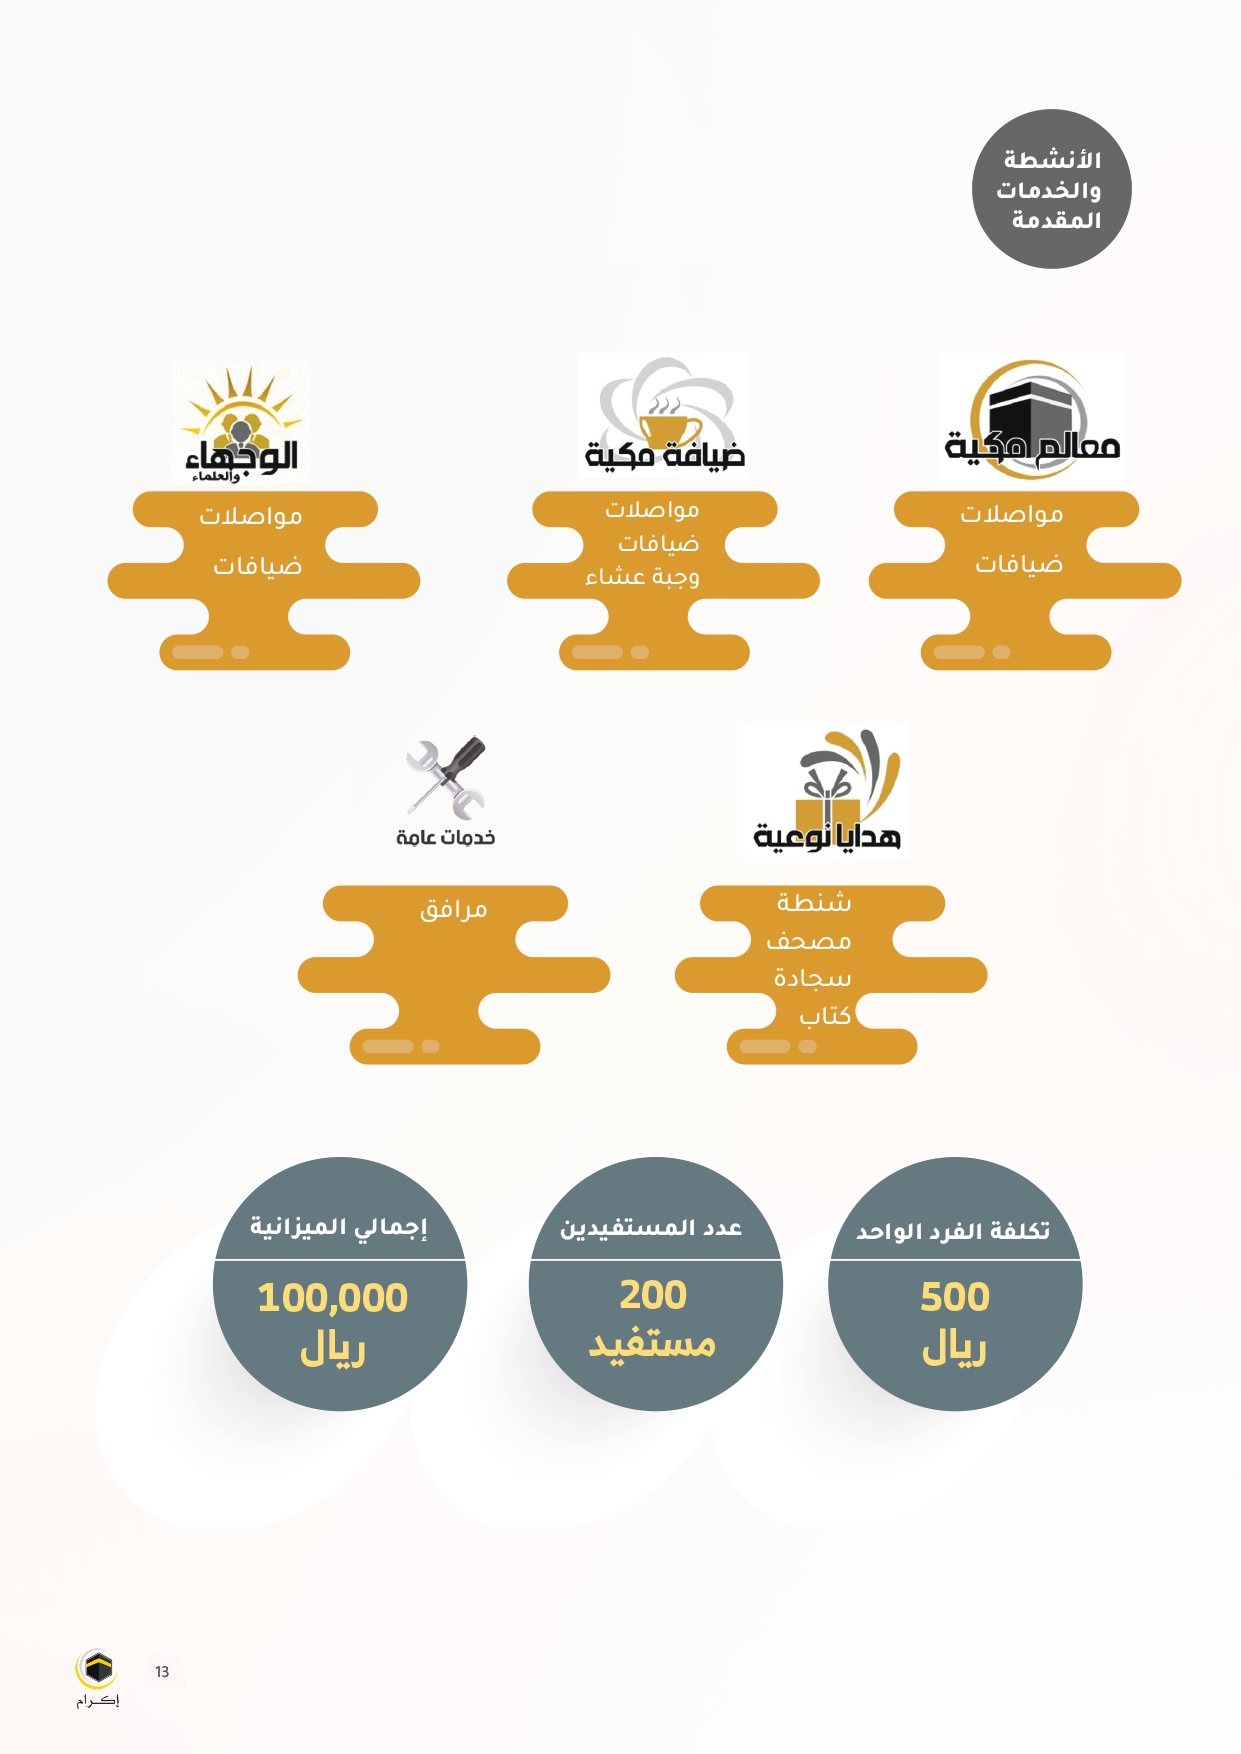 الأنشطة
والخدمات
المقدمة
معالم مكية
مواصلات
ضيافات
ضيافة مكية
مواصلات
ضيافات
وجبة عشاء
الوجهاء
والعلماء
مواصلات
ضيافات
هدايا نوعية
شنطة
مصحف
سجادة
كتاب
خدمات عامة
مرافق
تكلفة الفرد الواحد
500
ريال
عدد المستفيدين
200
مستفيد
إجمالي الميزانية
100,000
ريال
13
إكرام